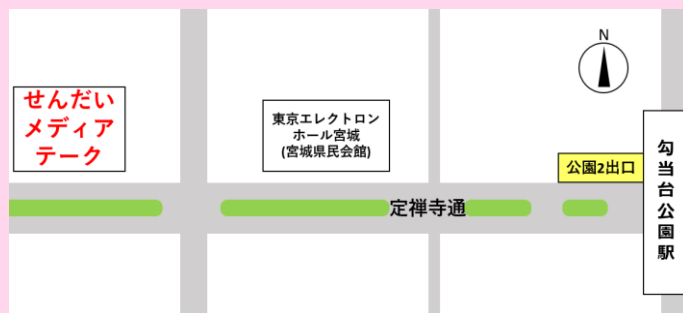 せんだい
メディア
テーク
東京エレクトロン
ホール宮城
(宮城県民会館)
N
公園2出口
勾当台公園駅
定禅寺通